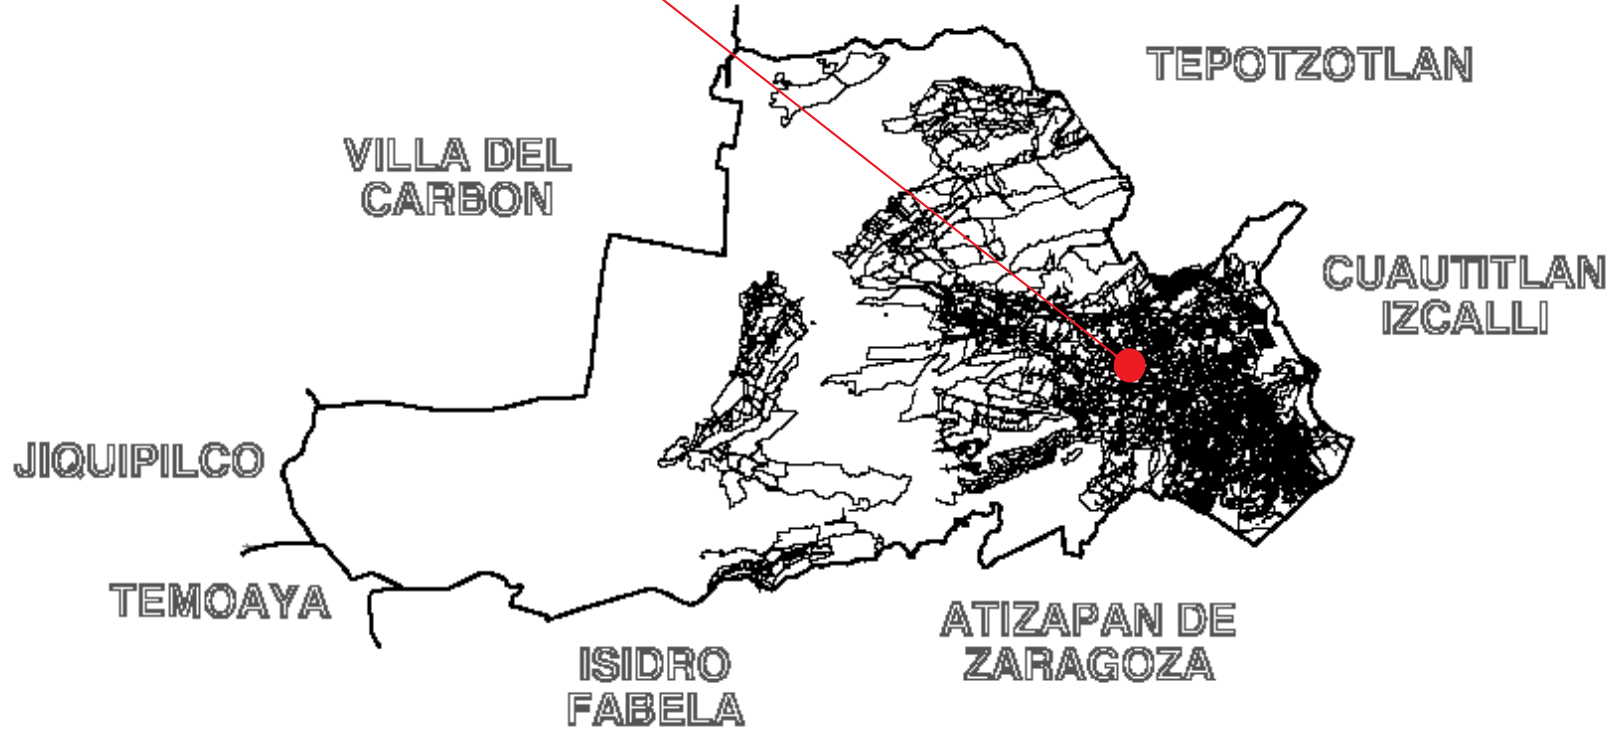 TEPOTZOTLAN
VILLA DEL
CARBON
CUAUTITLAN
IZCALLI
JIQUIPILCO
TEMOAYA
ATIZAPAN DE
ZARAGOZA
ISIDRO
FABELA